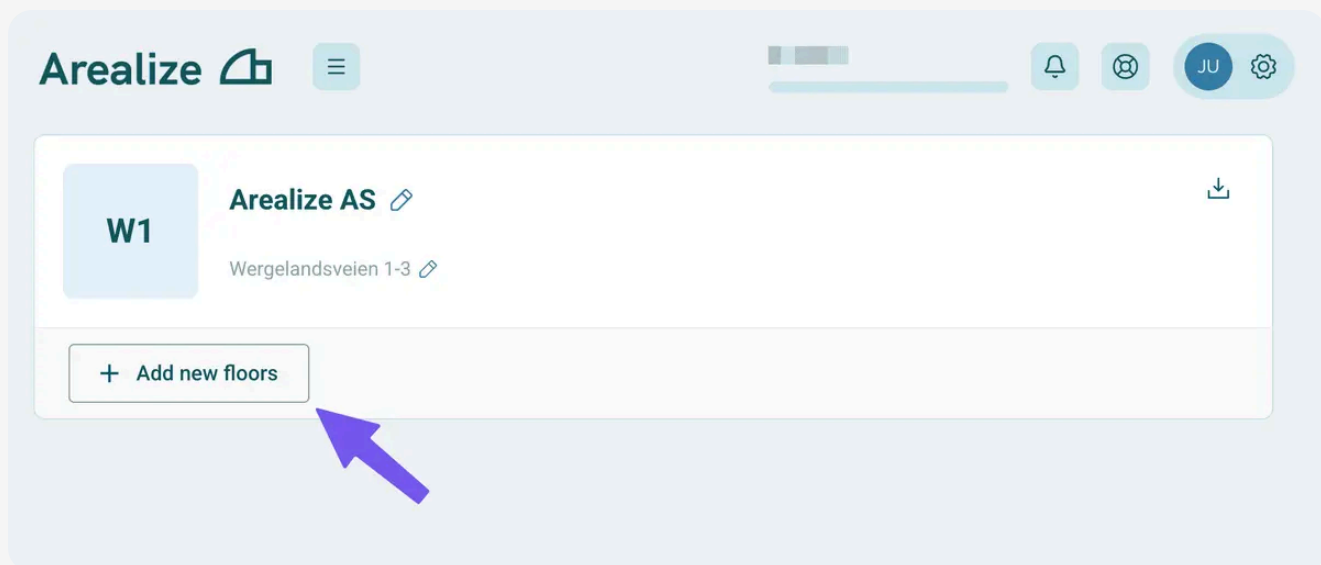 Arealize
JU
W1
Arealize AS
Wergelandsveien 1-3
Add new floors